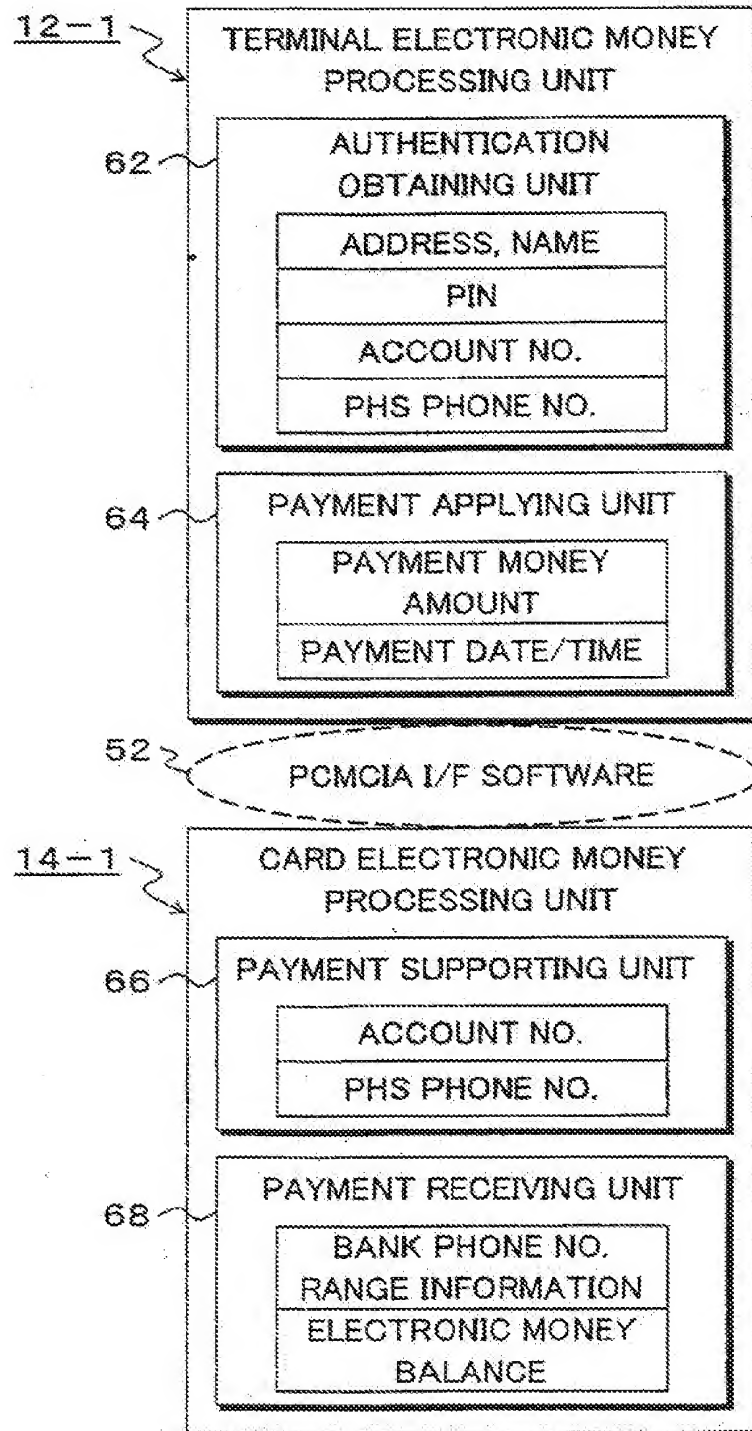 12-1
TERMINAL ELECTRONIC MONEY
PROCESSING UNIT
62
AUTHENTICATION
OBTAINING UNIT
ADDRESS, NAME
PIN
ACCOUNT NO.
PHS PHONE NO.
64
PAYMENT APPLYING UNIT
PAYMENT MONEY
AMOUNT
PAYMENT DATE/TIME
52
PCMCIA I/F SOFTWARE
14-1
CARD ELECTRONIC MONEY
PROCESSING UNIT
66
PAYMENT SUPPORTING UNIT
ACCOUNT NO.
PHS PHONE NO.
68
PAYMENT RECEIVING UNIT
BANK PHONE NO.
RANGE INFORMATION
ELECTRONIC MONEY
BALANCE